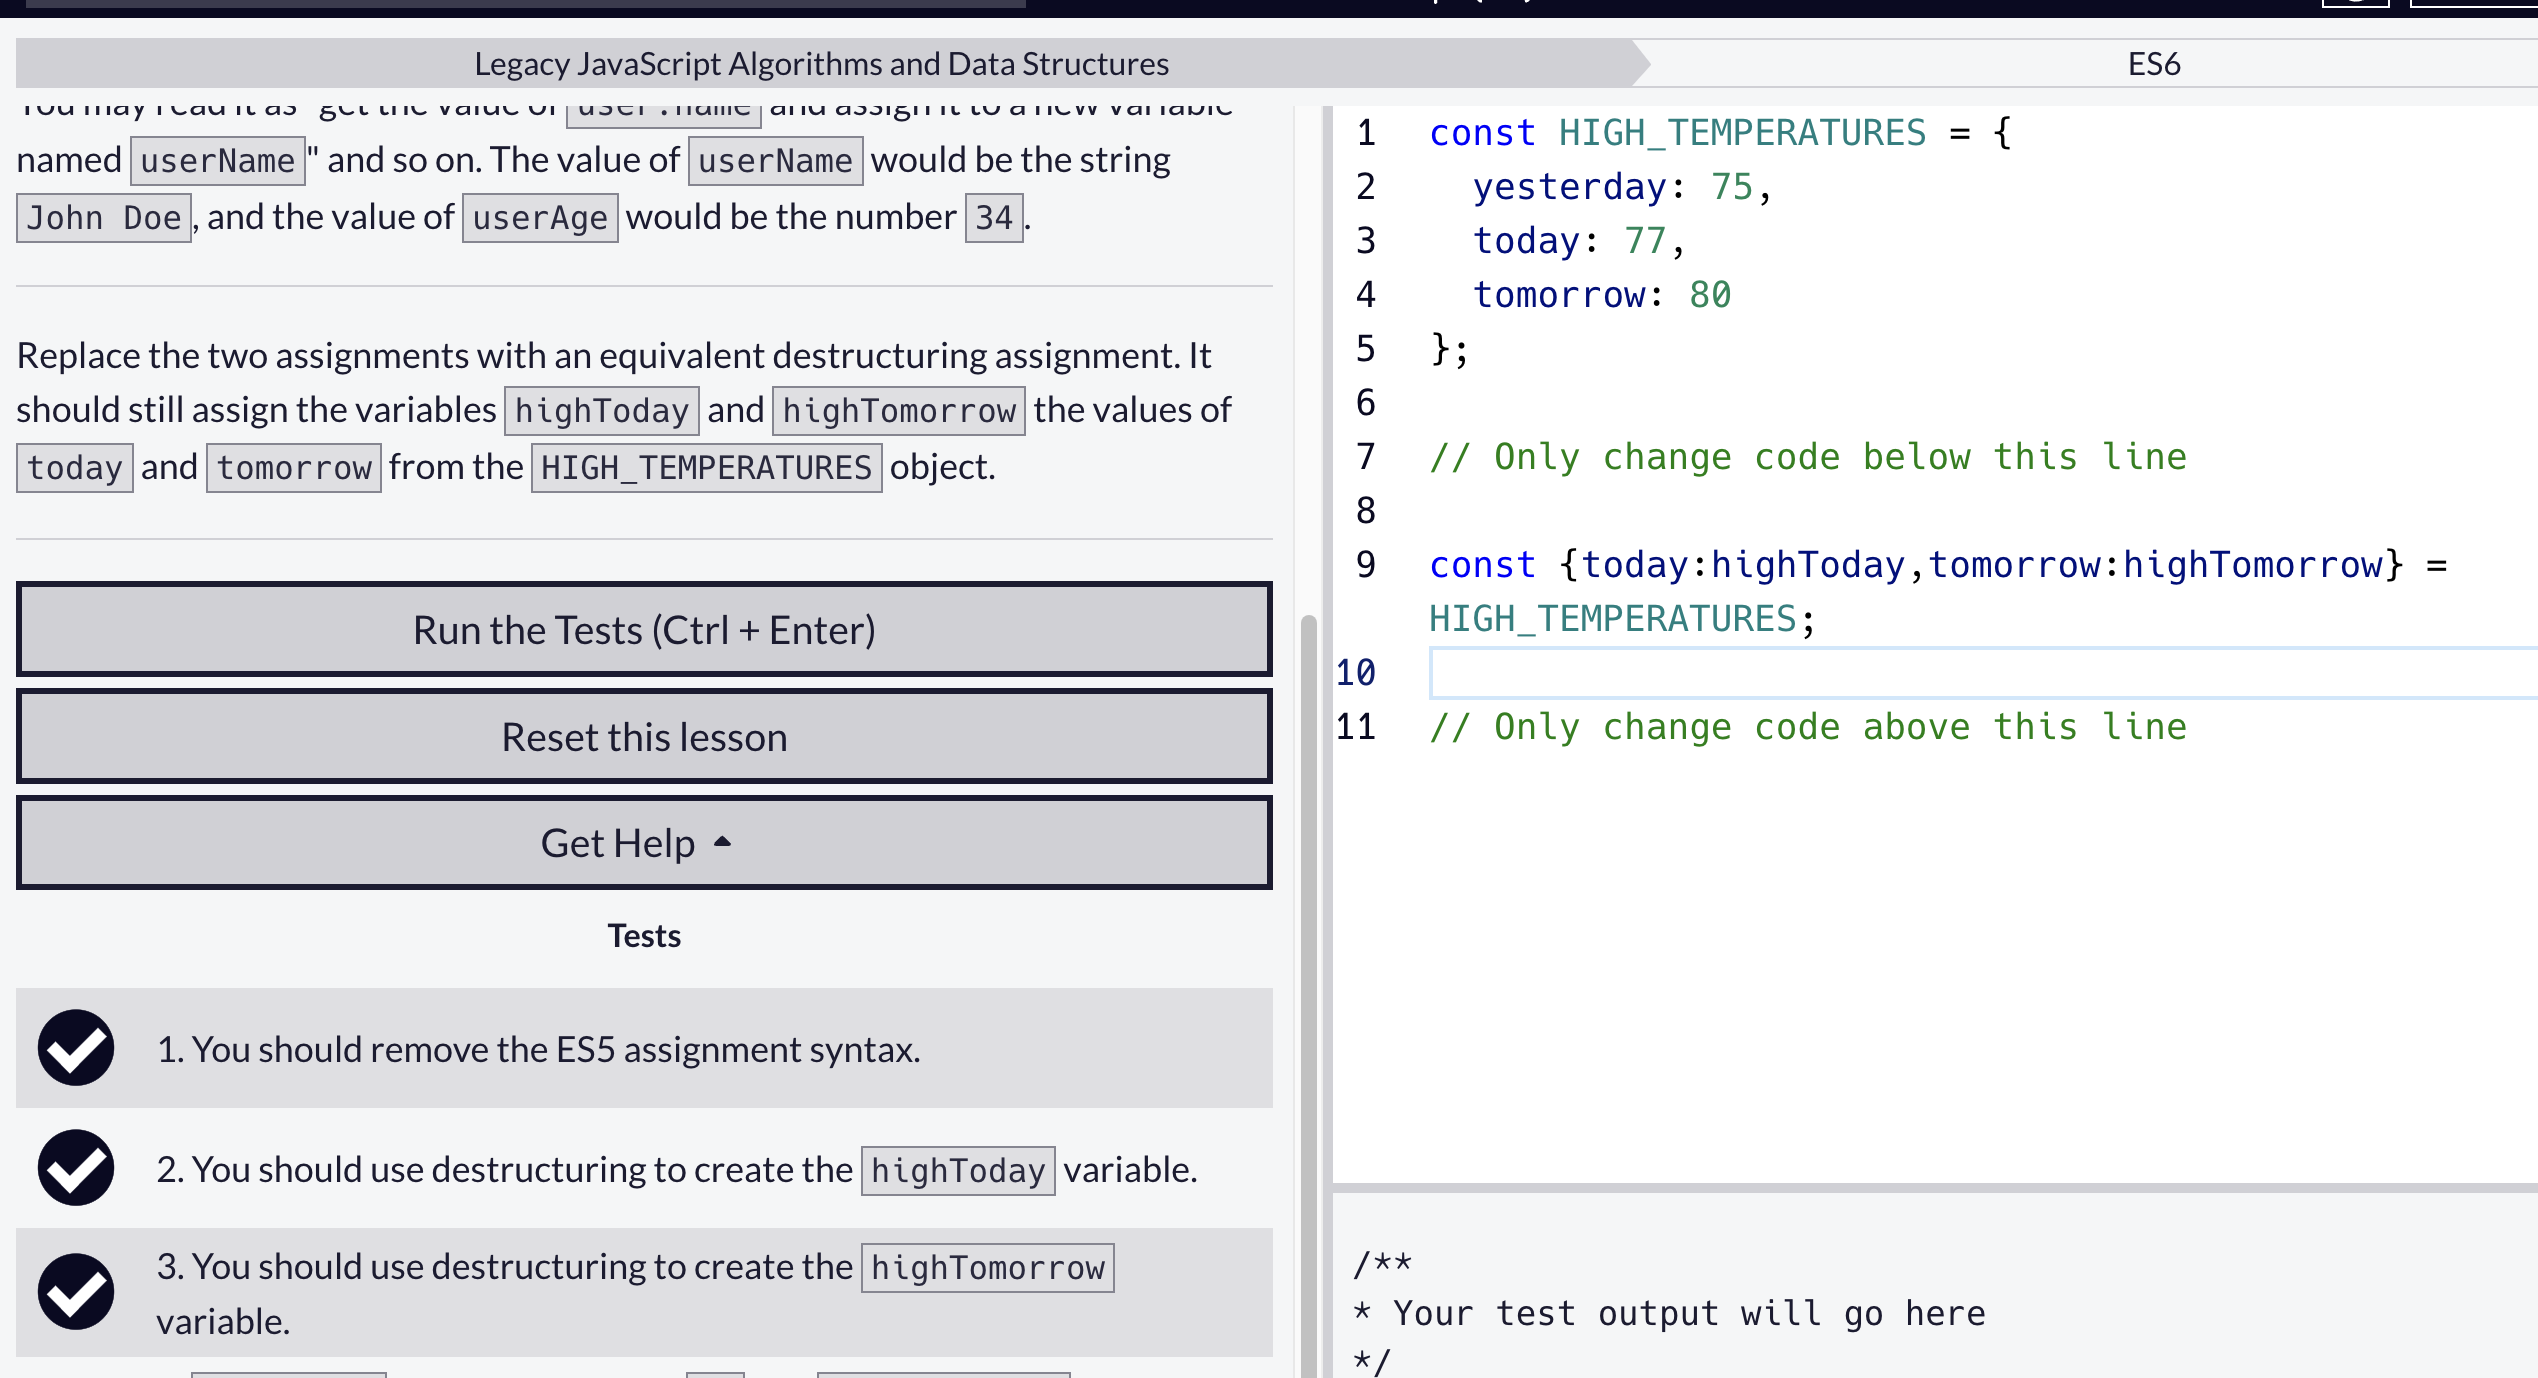 Legacy JavaScript Algorithms and Data Structures
ES6
You may read it as "get the value of user.name and assign it to a new variable
named userName" and so on. The value of userName would be the string
John Doe, and the value of userAge would be the number 34.
Replace the two assignments with an equivalent destructuring assignment. It
should still assign the variables highToday and highTomorrow the values of
today and tomorrow from the HIGH_TEMPERATURES object.
Run the Tests (Ctrl + Enter)
Reset this lesson
Get Help
Tests
1. You should remove the ES5 assignment syntax.
2. You should use destructuring to create the highToday variable.
3. You should use destructuring to create the highTomorrow
variable.
1 const HIGH_TEMPERATURES = {
2 yesterday: 75,
3 today: 77,
4 tomorrow: 80
5 };
6
7 // Only change code below this line
8
9 const {today:highToday,tomorrow:highTomorrow} =
HIGH_TEMPERATURES;
10
11 // Only change code above this line
/**
* Your test output will go here
*/